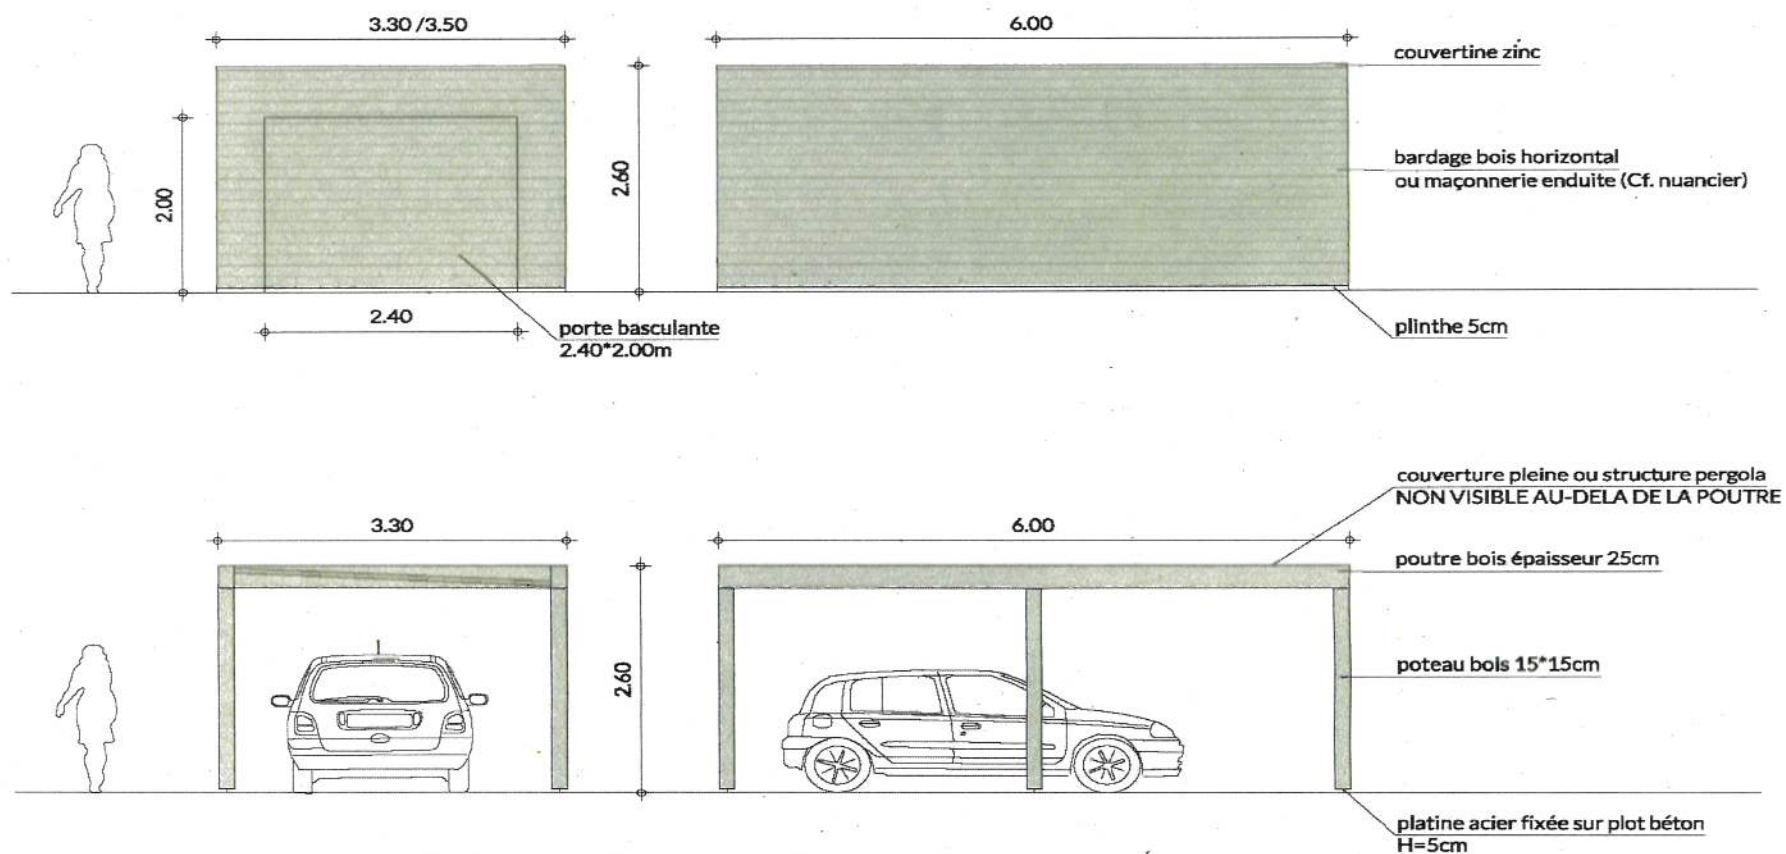 3.30 /3.50
6.00
couvertine zinc
2.00
2.60
bardage bois horizontal
ou maçonnerie enduite (Cf. nuancier)
2.40
porte basculante
2.40*2.00m
plinthe 5cm
couverture pleine ou structure pergola
NON VISIBLE AU-DELA DE LA POUTRE
3.30
6.00
poutre bois épaisseur 25cm
2.60
poteau bois 15*15cm
platine acier fixée sur plot béton
H=5cm